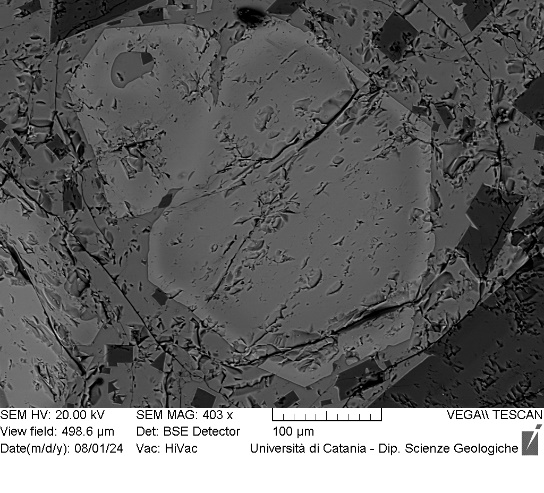 SEM HV: 20.00 kV SEM MAG: 403 x VEGA\\ TESCAN
View field: 498.6 µm Det: BSE Detector 100 µm
Date(m/d/y): 08/01/24 Vac: HiVac Università di Catania - Dip. Scienze Geologiche